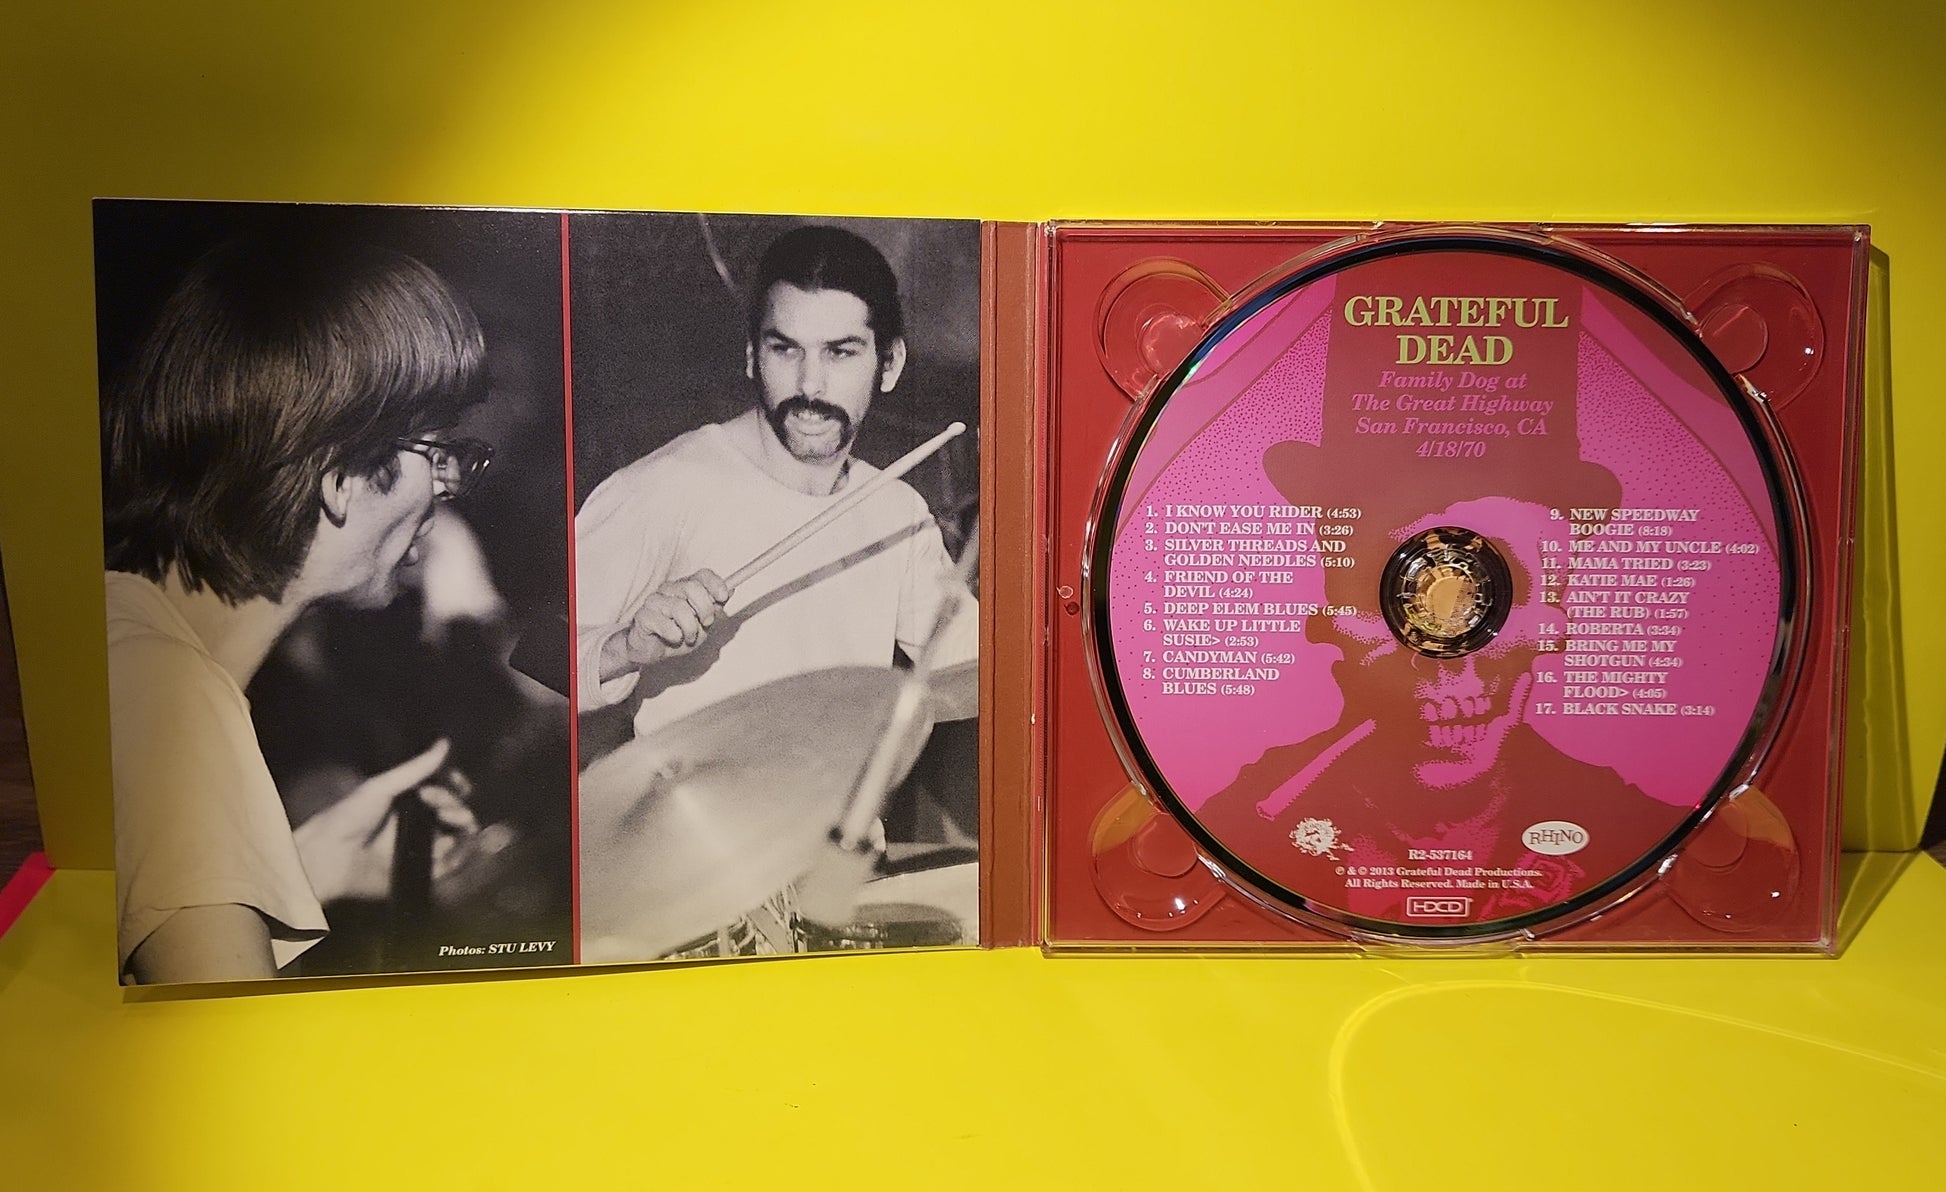 Photos: STU LEVY
GRATEFUL
DEAD
Family Dog at
The Great Highway
San Francisco, CA
4/18/70
1. I KNOW YOU RIDER (4:53)
2. DON'T EASE ME IN (3:26)
3. SILVER THREADS AND
GOLDEN NEEDLES (5:10)
4. FRIEND OF THE
DEVIL (4:24)
5. DEEP ELEM BLUES (5:45)
6. WAKE UP LITTLE
SUSIE> (2:53)
7. CANDYMAN (5:42)
8. CUMBERLAND
BLUES (5:48)
9. NEW SPEEDWAY
BOOGIE (8:18)
10. ME AND MY UNCLE (4:02)
11. MAMA TRIED (3:23)
12. KATIE MAE (1:26)
13. AIN'T IT CRAZY
(THE RUB) (1:57)
14. ROBERTA (3:34)
15. BRING ME MY
SHOTGUN (4:34)
16. THE MIGHTY
FLOOD> (4:05)
17. BLACK SNAKE (3:14)
RHINO
R2-537164
℗ & © 2013 Grateful Dead Productions.
All Rights Reserved. Made in U.S.A.
HDCD